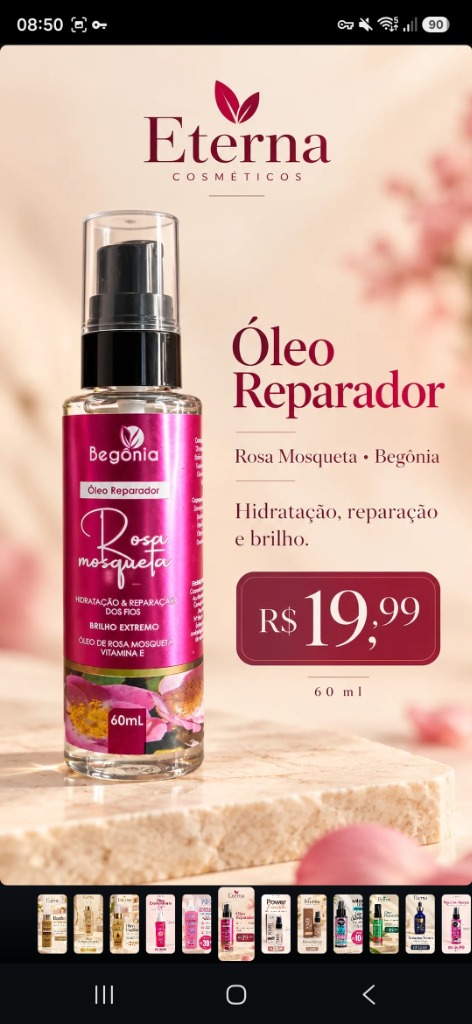 08:50
90
Eterna
COSMÉTICOS
Óleo
Reparador
Rosa Mosqueta • Begônia
Hidratação, reparação
e brilho.
R$ 19,99
60 ml
Begônia
Óleo Reparador
Rosa
mosqueta
HIDRATAÇÃO & REPARAÇÃO
DOS FIOS
BRILHO EXTREMO
ÓLEO DE ROSA MOSQUETA
VITAMINA E
60mL